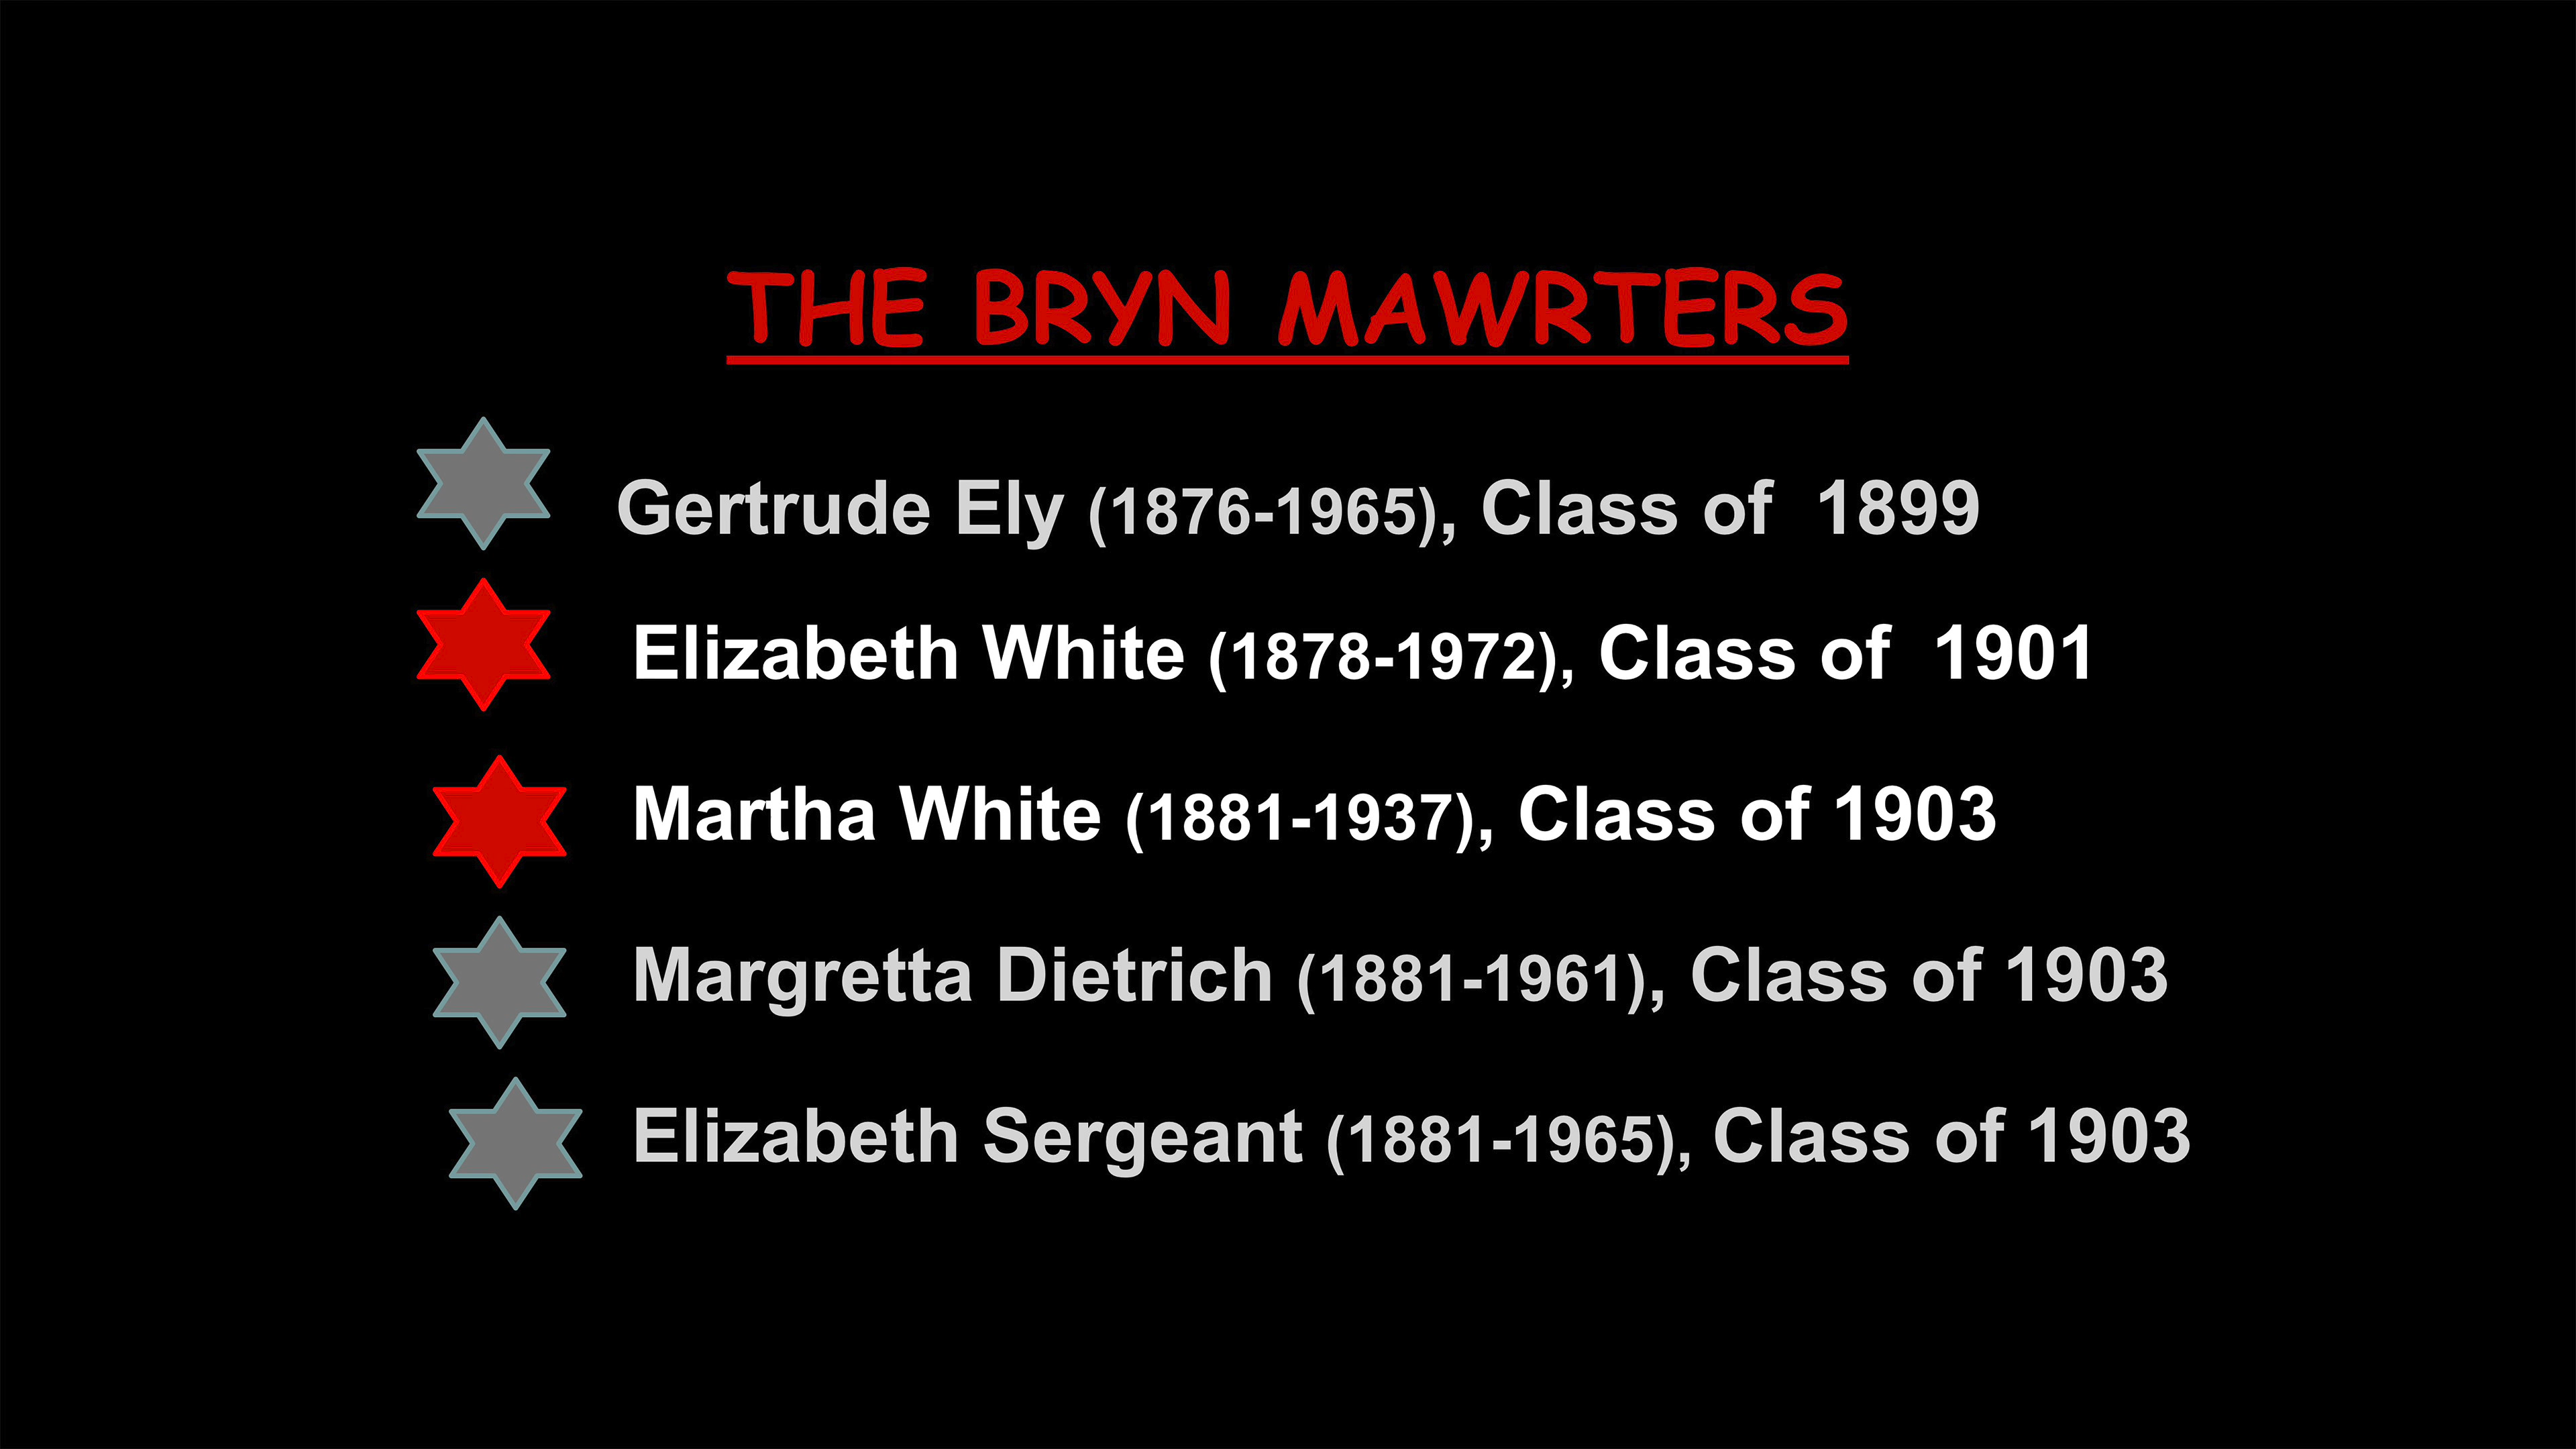 THE BRYN MAWRTERS
Gertrude Ely (1876-1965), Class of 1899
Elizabeth White (1878-1972), Class of 1901
Martha White (1881-1937), Class of 1903
Margretta Dietrich (1881-1961), Class of 1903
Elizabeth Sergeant (1881-1965), Class of 1903